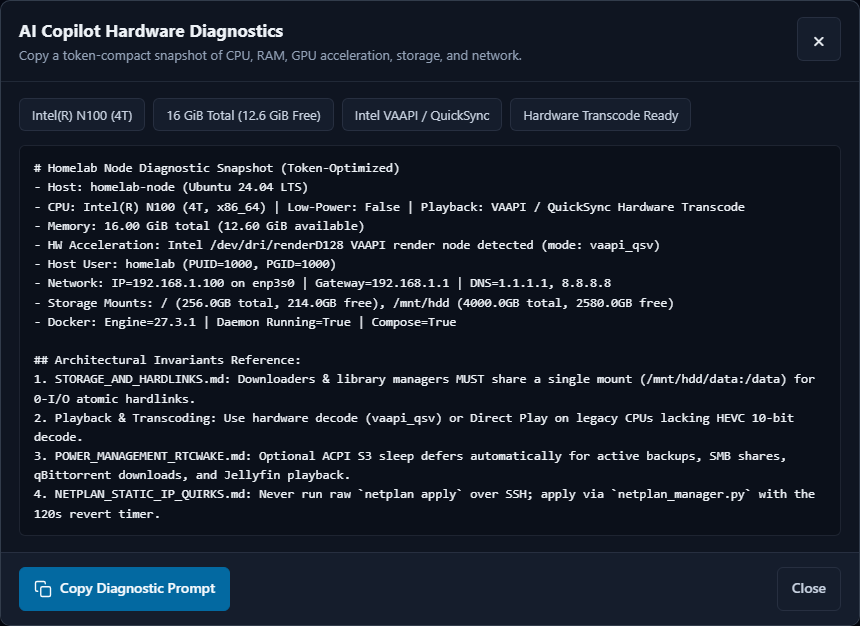 AI Copilot Hardware Diagnostics
Copy a token-compact snapshot of CPU, RAM, GPU acceleration, storage, and network.
Intel(R) N100 (4T)
16 GiB Total (12.6 GiB Free)
Intel VAAPI / QuickSync
Hardware Transcode Ready
# Homelab Node Diagnostic Snapshot (Token-Optimized)
- Host: homelab-node (Ubuntu 24.04 LTS)
- CPU: Intel(R) N100 (4T, x86_64) | Low-Power: False | Playback: VAAPI / QuickSync Hardware Transcode
- Memory: 16.00 GiB total (12.60 GiB available)
- HW Acceleration: Intel /dev/dri/renderD128 VAAPI render node detected (mode: vaapi_qsv)
- Host User: homelab (PUID=1000, PGID=1000)
- Network: IP=192.168.1.100 on enp3s0 | Gateway=192.168.1.1 | DNS=1.1.1.1, 8.8.8.8
- Storage Mounts: / (256.0GB total, 214.0GB free), /mnt/hdd (4000.0GB total, 2580.0GB free)
- Docker: Engine=27.3.1 | Daemon Running=True | Compose=True
## Architectural Invariants Reference:
1. STORAGE_AND_HARDLINKS.md: Downloaders & library managers MUST share a single mount (/mnt/hdd/data:/data) for
0-I/O atomic hardlinks.
2. Playback & Transcoding: Use hardware decode (vaapi_qsv) or Direct Play on legacy CPUs lacking HEVC 10-bit
decode.
3. POWER_MANAGEMENT_RTCWAKE.md: Optional ACPI S3 sleep defers automatically for active backups, SMB shares,
qBittorrent downloads, and Jellyfin playback.
4. NETPLAN_STATIC_IP_QUIRKS.md: Never run raw `netplan apply` over SSH; apply via `netplan_manager.py` with the
120s revert timer.
Copy Diagnostic Prompt
Close